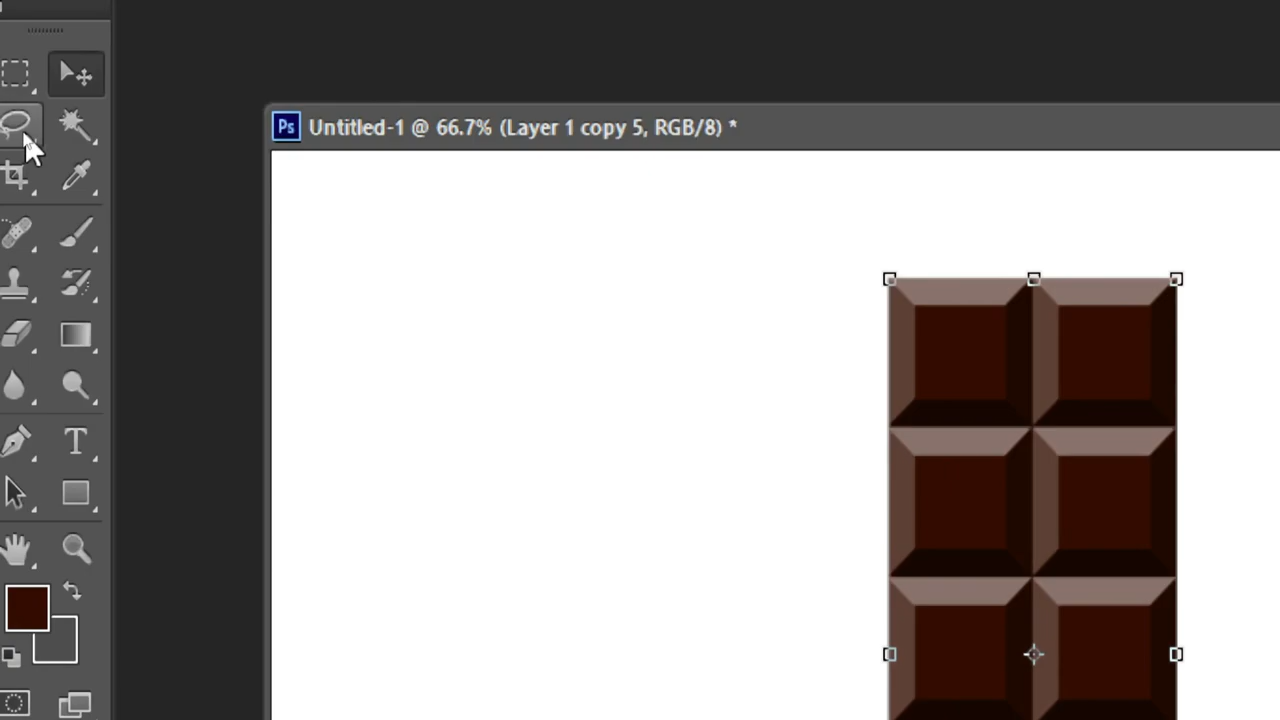 Ps Untitled-1 @ 66.7% (Layer 1 copy 5, RGB/8) *
T